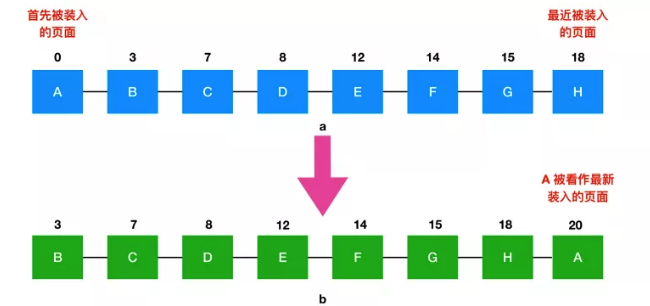 首先被装入
的页面
最近被装入
的页面
0 3 7 8 12 14 15 18
A B C D E F G H
a
A 被看作最新
装入的页面
3 7 8 12 14 15 18 20
B C D E F G H A
b